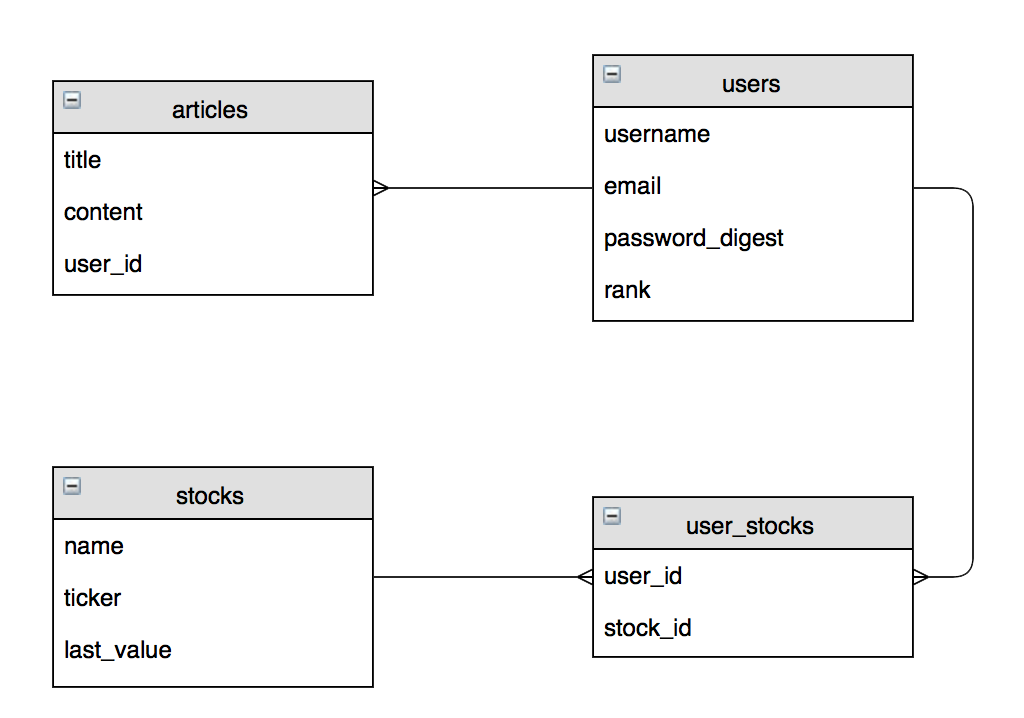 articles
title
content
user_id
users
username
email
password_digest
rank
stocks
name
ticker
last_value
user_stocks
user_id
stock_id